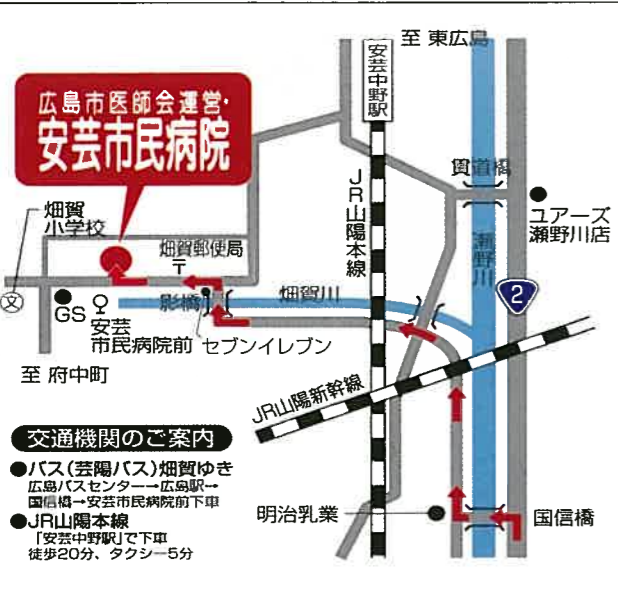 至 東広島
安芸中野駅
広島市医師会運営・
安芸市民病院
貫道橋
JR山陽本線
畑賀
小学校
ユアーズ
瀬野川店
畑賀郵便局
〒
瀬野川
2
文
影橋
畑賀川
GS
安芸
市民病院前
セブンイレブン
至 府中町
JR山陽新幹線
交通機関のご案内
●バス(芸陽バス)畑賀ゆき
広島バスセンター→広島駅→
国信橋→安芸市民病院前下車
●JR山陽本線
「安芸中野駅」で下車
徒歩20分、タクシー5分
明治乳業
国信橋